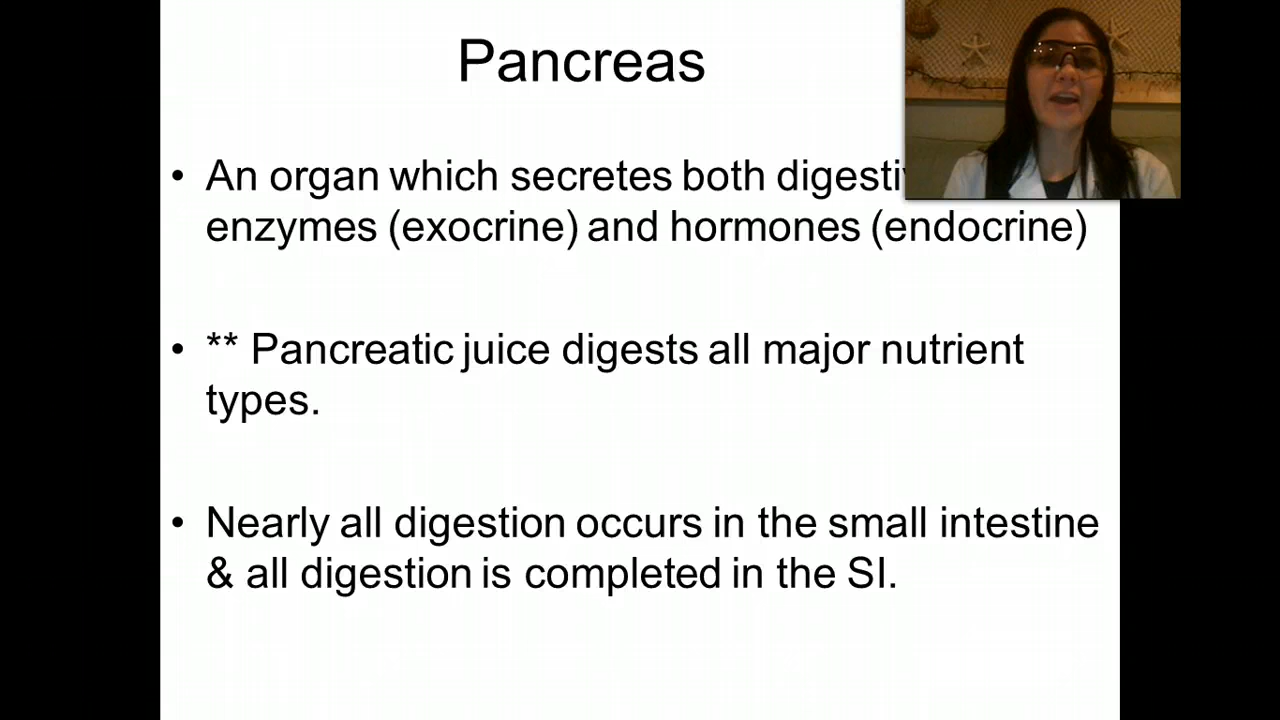 Pancreas
• An organ which secretes both
enzymes (exocrine) and hormones (endocrine)
• ** Pancreatic juice digests all major nutrient
types.
• Nearly all digestion occurs in the small intestine
& all digestion is completed in the SI.